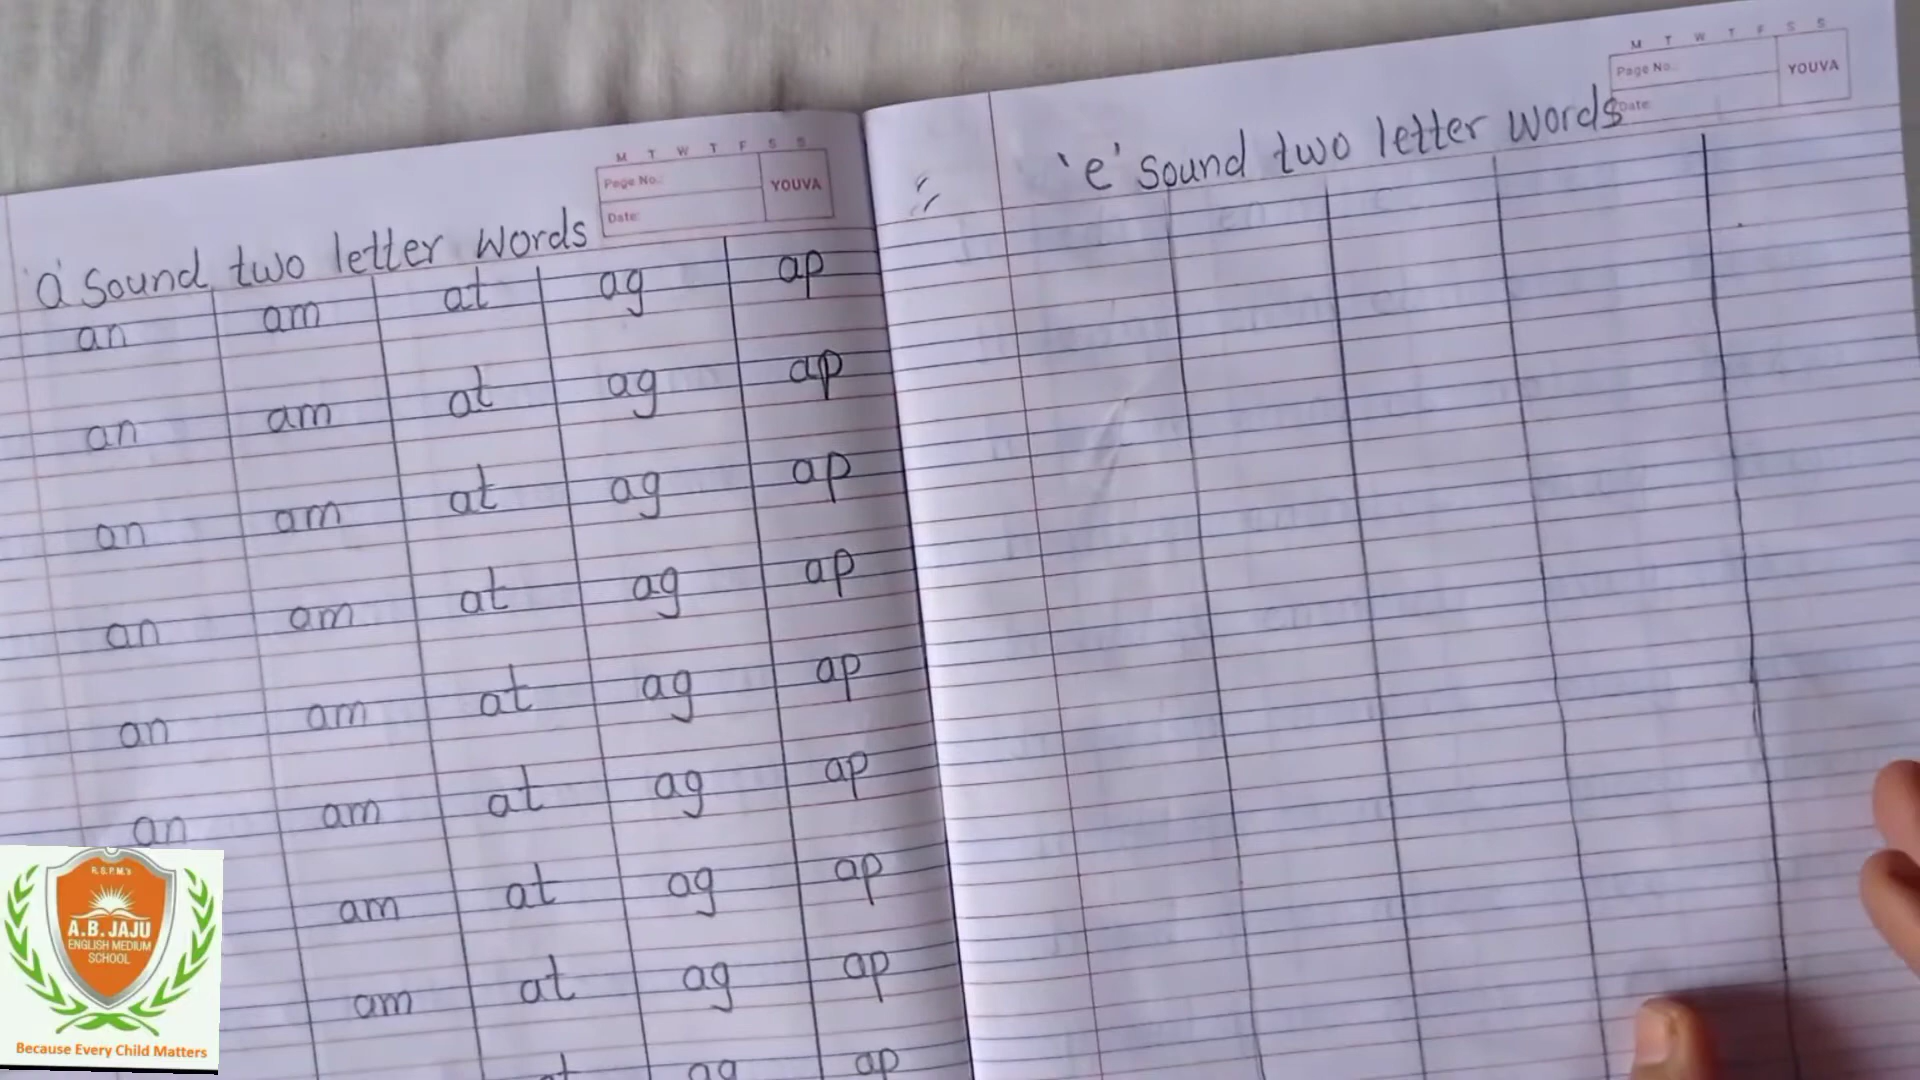 M T W T F S S
Page No.:
YOUVA
Date:
'a' Sound two letter words
an am at ag ap
an am at ag ap
an am at ag ap
an am at ag ap
an am at ag ap
an am at ag ap
am at ag ap
am at ag ap
at ag ap
M T W T F S S
Page No.:
YOUVA
Date:
'e' Sound two letter words
R.S.P.M.'s
A.B. JAJU
ENGLISH MEDIUM
SCHOOL
Because Every Child Matters